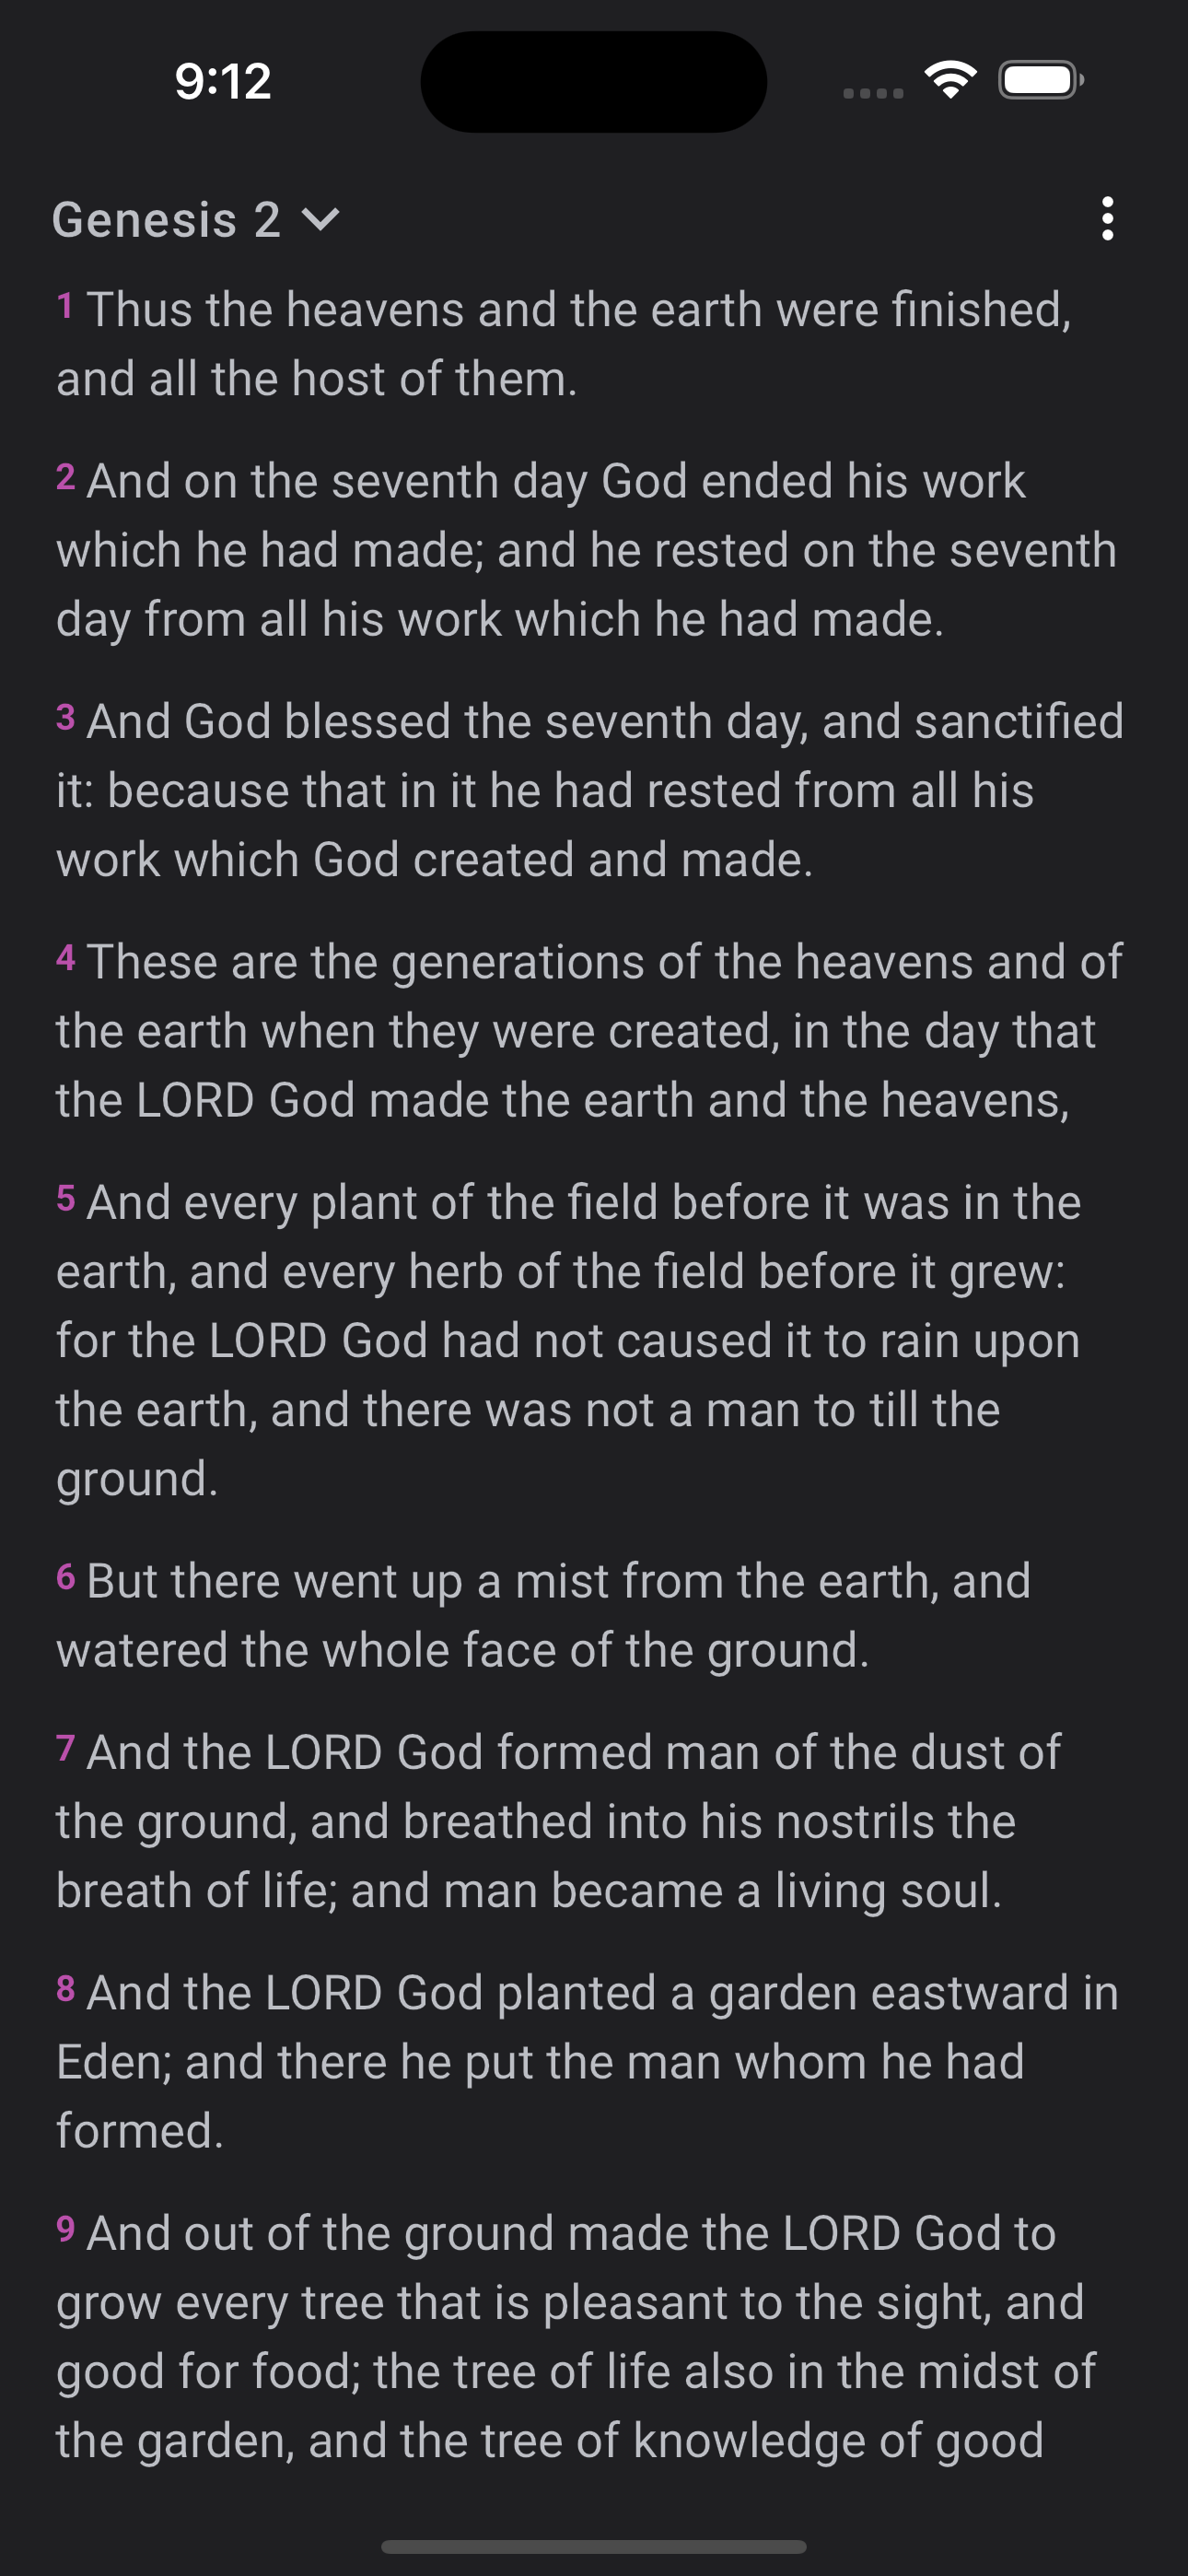 9:12
Genesis 2
1 Thus the heavens and the earth were finished,
and all the host of them.
2 And on the seventh day God ended his work
which he had made; and he rested on the seventh
day from all his work which he had made.
3 And God blessed the seventh day, and sanctified
it: because that in it he had rested from all his
work which God created and made.
4 These are the generations of the heavens and of
the earth when they were created, in the day that
the LORD God made the earth and the heavens,
5 And every plant of the field before it was in the
earth, and every herb of the field before it grew:
for the LORD God had not caused it to rain upon
the earth, and there was not a man to till the
ground.
6 But there went up a mist from the earth, and
watered the whole face of the ground.
7 And the LORD God formed man of the dust of
the ground, and breathed into his nostrils the
breath of life; and man became a living soul.
8 And the LORD God planted a garden eastward in
Eden; and there he put the man whom he had
formed.
9 And out of the ground made the LORD God to
grow every tree that is pleasant to the sight, and
good for food; the tree of life also in the midst of
the garden, and the tree of knowledge of good